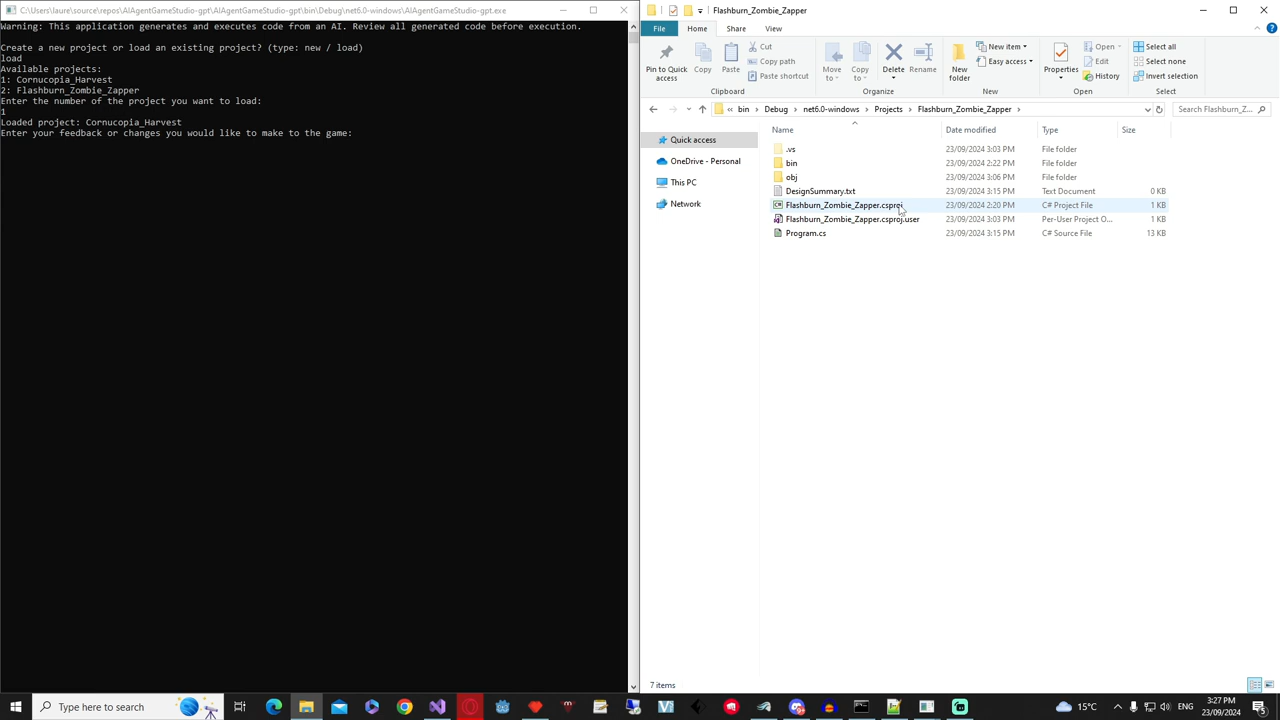 C:\Users\laure\source\repos\AIAgentGameStudio-gpt\AIAgentGameStudio-gpt\bin\Debug\net6.0-windows\AIAgentGameStudio-gpt.exe
Warning: This application generates and executes code from an AI. Review all generated code before execution.
Create a new project or load an existing project? (type: new / load)
load
Available projects:
1: Cornucopia_Harvest
2: Flashburn_Zombie_Zapper
Enter the number of the project you want to load:
1
Loaded project: Cornucopia_Harvest
Enter your feedback or changes you would like to make to the game:
Flashburn_Zombie_Zapper
File Home Share View
Pin to Quick access
Copy
Paste
Cut
Copy path
Paste shortcut
Clipboard
Move to
Copy to
Delete
Rename
Organize
New folder
New item
Easy access
New
Properties
Open
Edit
History
Open
Select all
Select none
Invert selection
Select
« bin › Debug › net6.0-windows › Projects › Flashburn_Zombie_Zapper ›
Search Flashburn_Z...
Quick access
OneDrive - Personal
This PC
Network
Name Date modified Type Size
.vs 23/09/2024 3:03 PM File folder
bin 23/09/2024 2:22 PM File folder
obj 23/09/2024 3:06 PM File folder
DesignSummary.txt 23/09/2024 3:15 PM Text Document 0 KB
Flashburn_Zombie_Zapper.csproj 23/09/2024 2:20 PM C# Project File 1 KB
Flashburn_Zombie_Zapper.csproj.user 23/09/2024 3:03 PM Per-User Project O... 1 KB
Program.cs 23/09/2024 3:15 PM C# Source File 13 KB
7 items
Type here to search
15°C
ENG
3:27 PM
23/09/2024